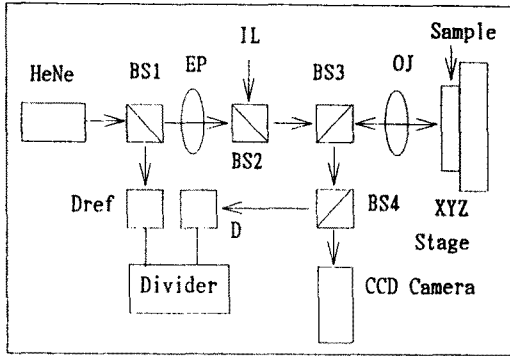 IL
Sample
HeNe
BS1
EP
BS3
OJ
BS2
Dref
D
BS4
XYZ
Stage
Divider
CCD Camera